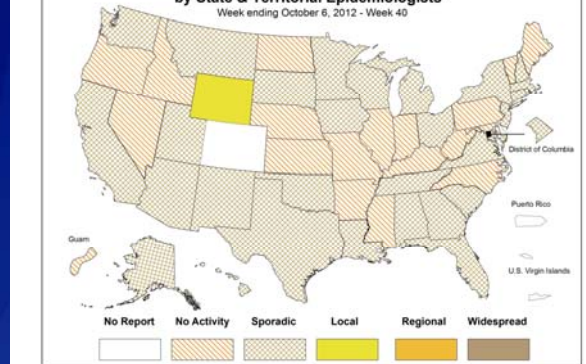 by State & Territorial Epidemiologists
Week ending October 6, 2012 - Week 40
District of Columbia
Puerto Rico
Guam
U.S. Virgin Islands
No Report No Activity Sporadic Local Regional Widespread